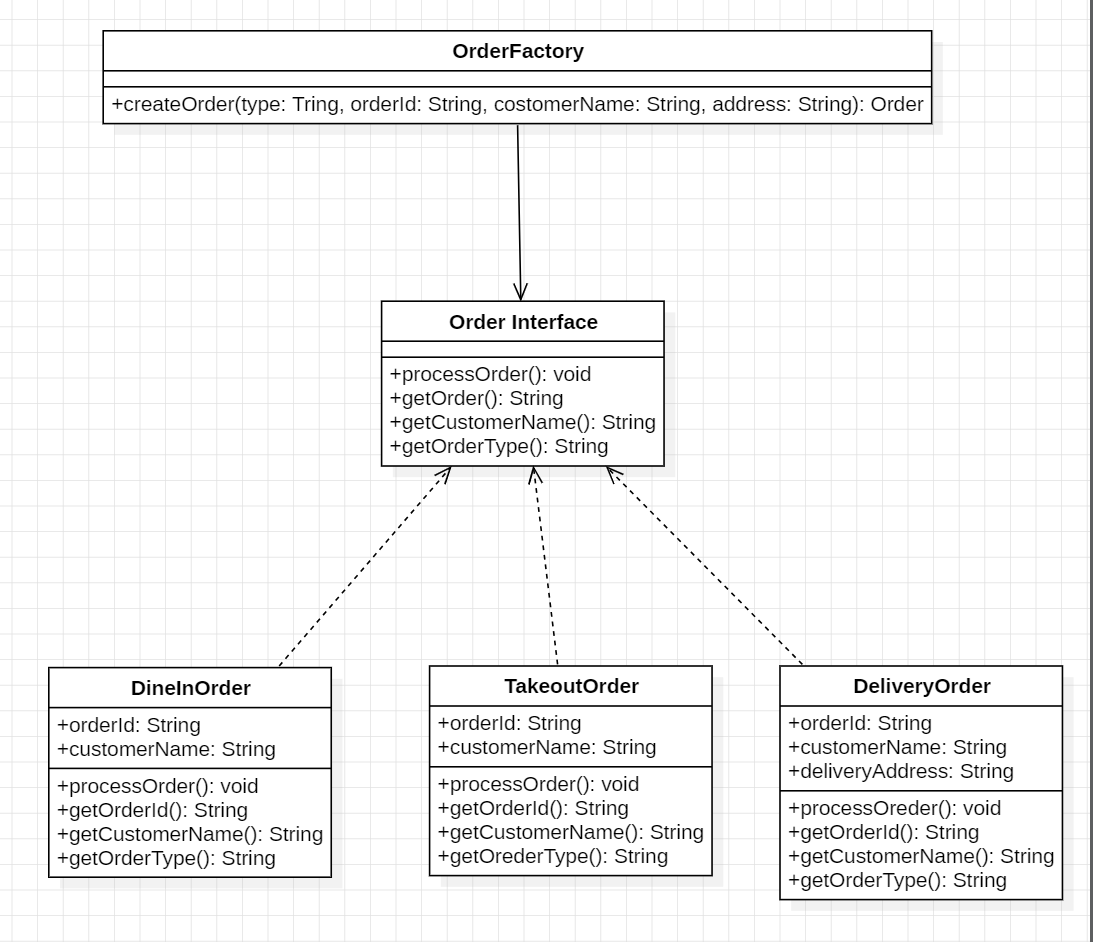 OrderFactory
+createOrder(type: Tring, orderId: String, costomerName: String, address: String): Order
Order Interface
+processOrder(): void
+getOrder(): String
+getCustomerName(): String
+getOrderType(): String
DineInOrder
+orderId: String
+customerName: String
+processOrder(): void
+getOrderId(): String
+getCustomerName(): String
+getOrderType(): String
TakeoutOrder
+orderId: String
+customerName: String
+processOrder(): void
+getOrderId(): String
+getCustomerName(): String
+getOrederType(): String
DeliveryOrder
+orderId: String
+customerName: String
+deliveryAddress: String
+processOreder(): void
+getOrderId(): String
+getCustomerName(): String
+getOrderType(): String